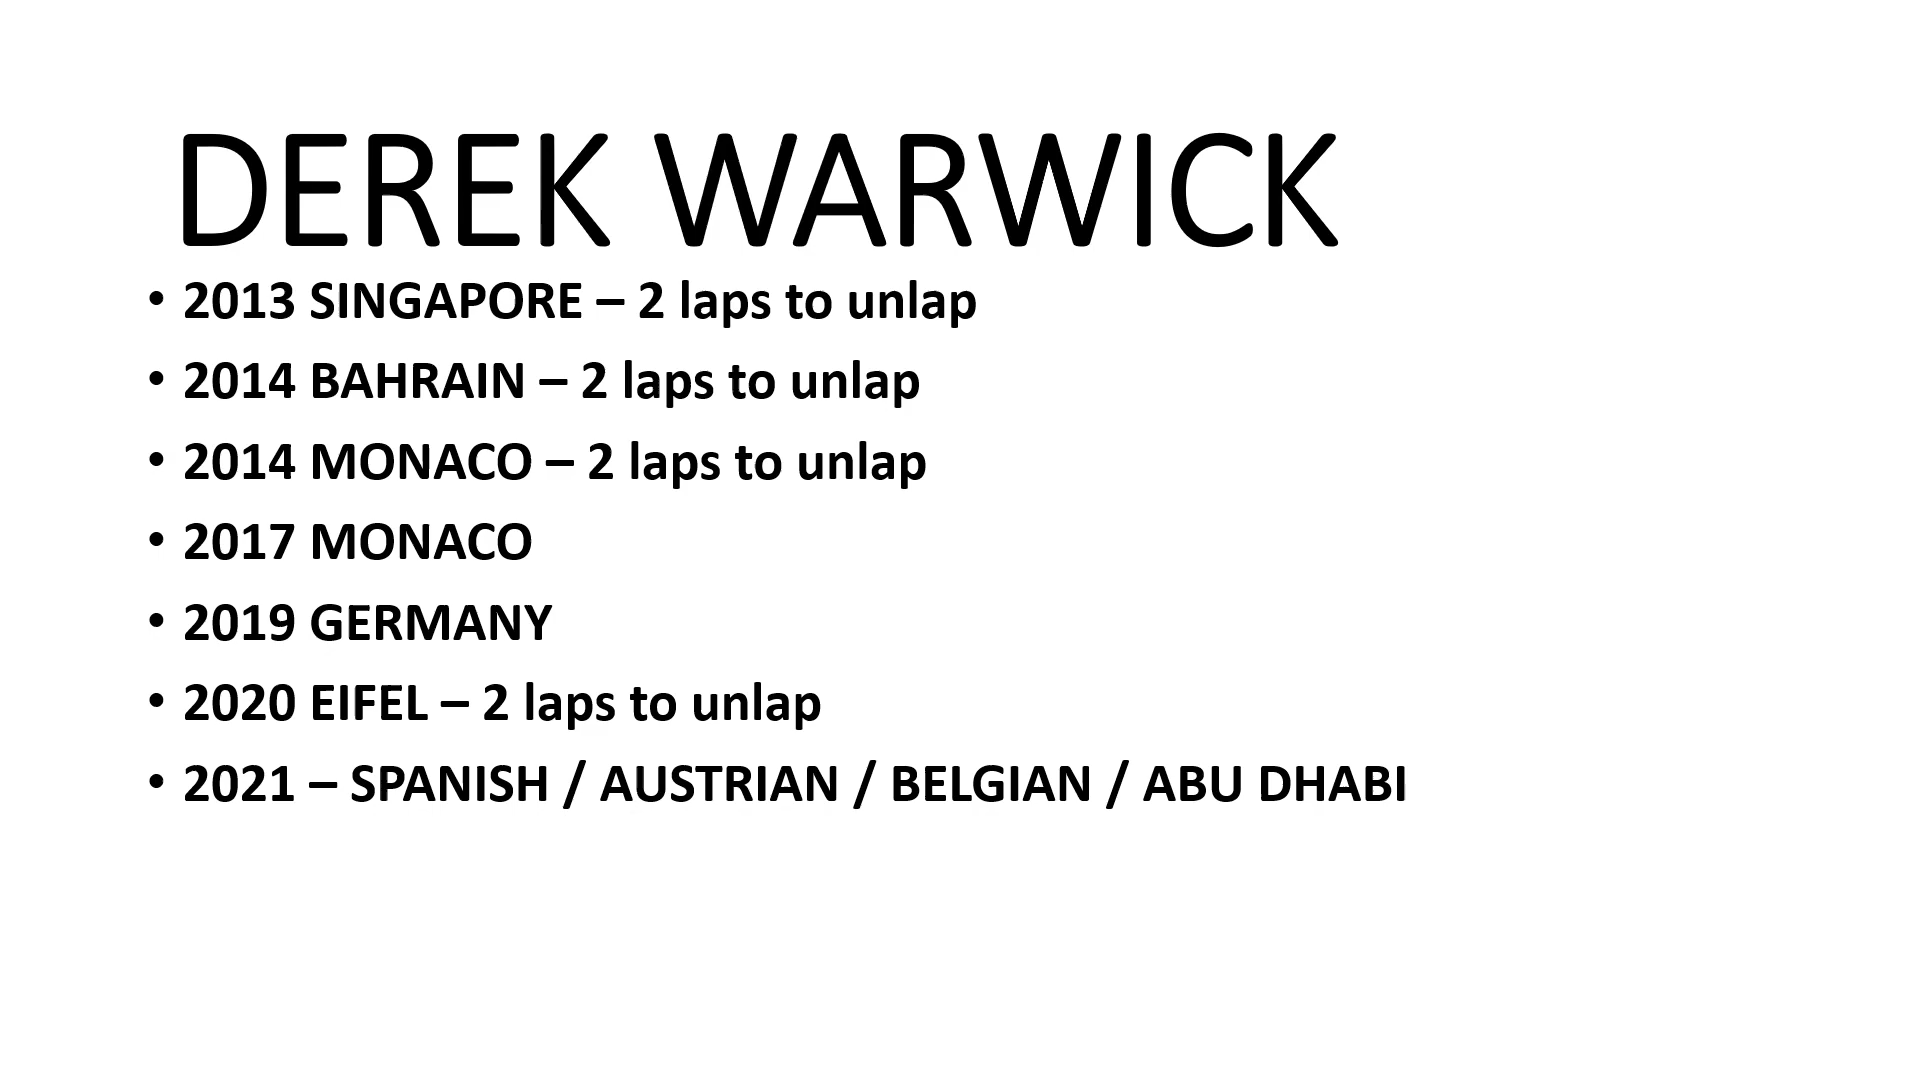 DEREK WARWICK
• 2013 SINGAPORE – 2 laps to unlap
• 2014 BAHRAIN – 2 laps to unlap
• 2014 MONACO – 2 laps to unlap
• 2017 MONACO
• 2019 GERMANY
• 2020 EIFEL – 2 laps to unlap
• 2021 – SPANISH / AUSTRIAN / BELGIAN / ABU DHABI